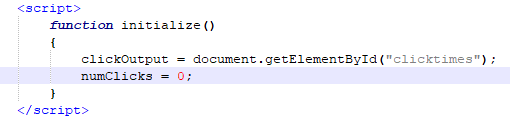 <script>
function initialize()
{
clickOutput = document.getElementById("clicktimes");
numClicks = 0;
}
</script>